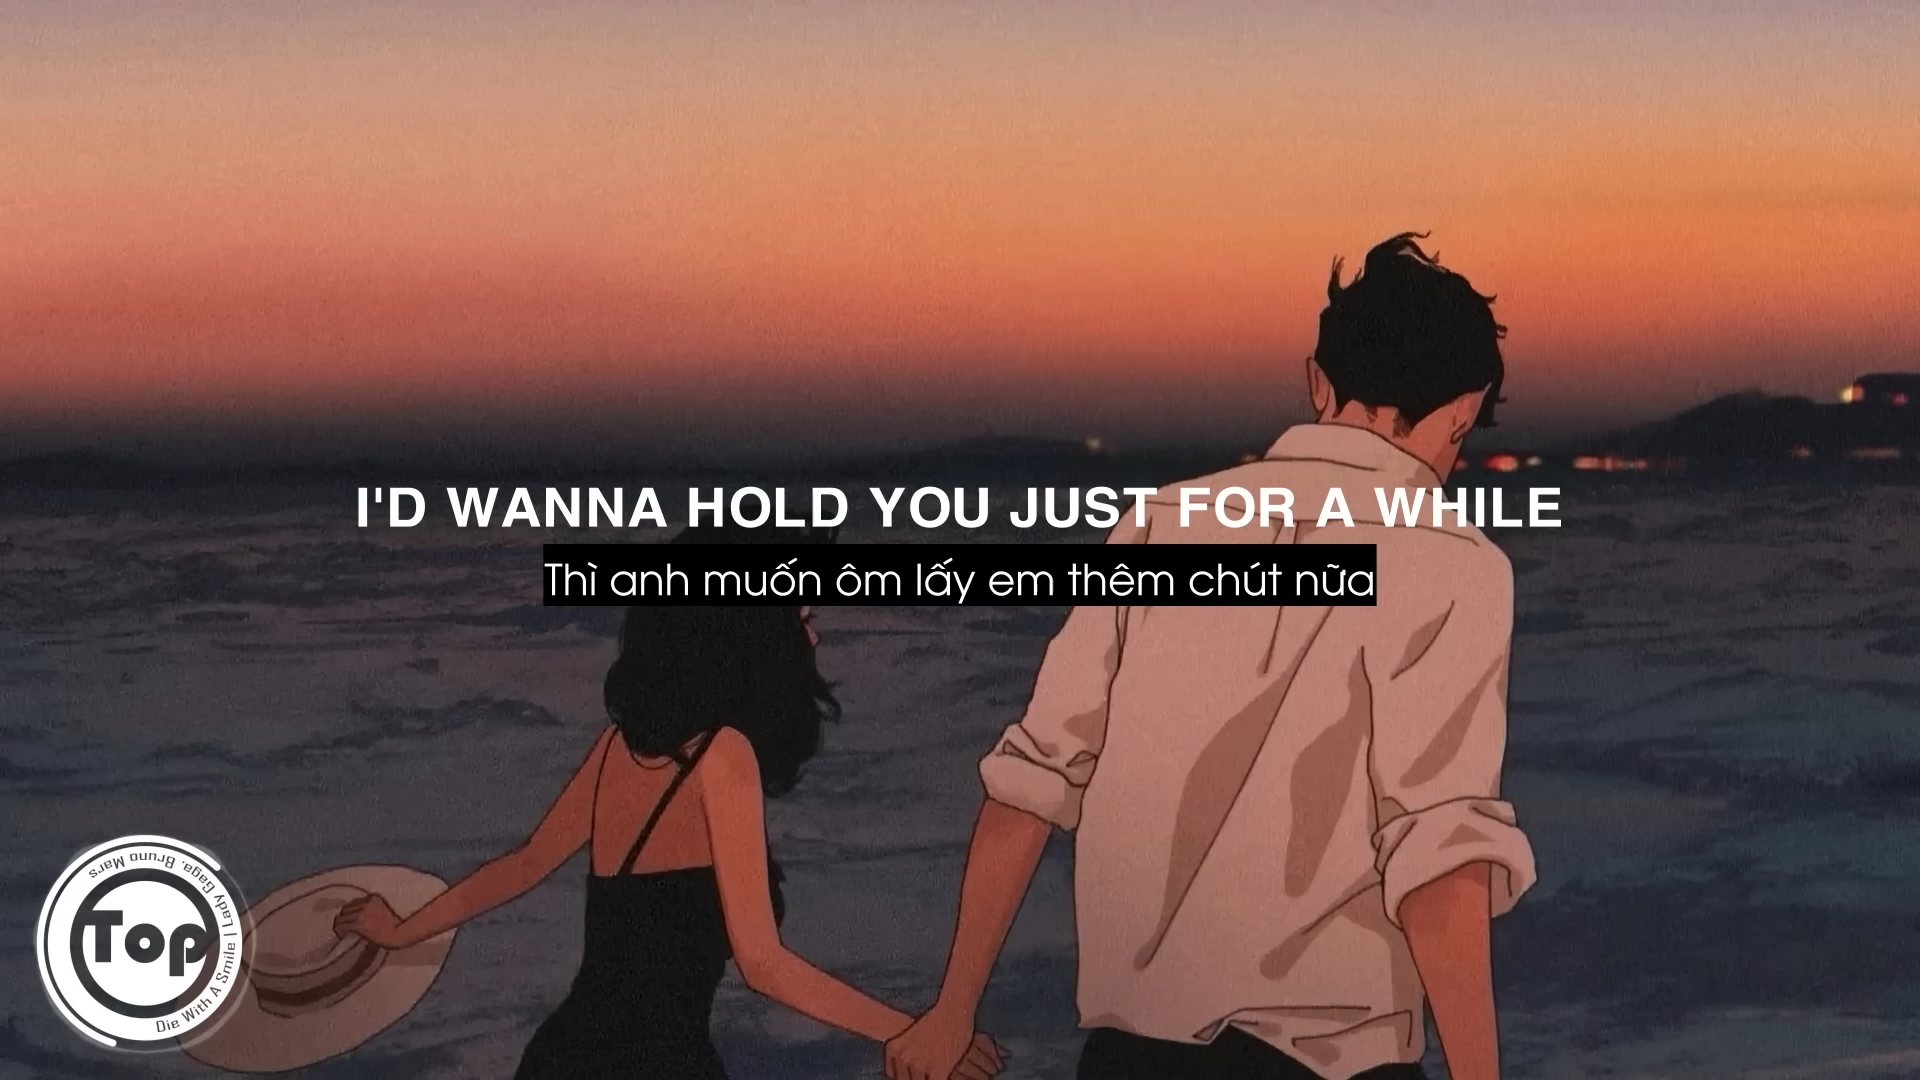 I'D WANNA HOLD YOU JUST FOR A WHILE
Thì anh muốn ôm lấy em thêm chút nữa
Top
Die With A Smile | Lady Gaga, Bruno Mars